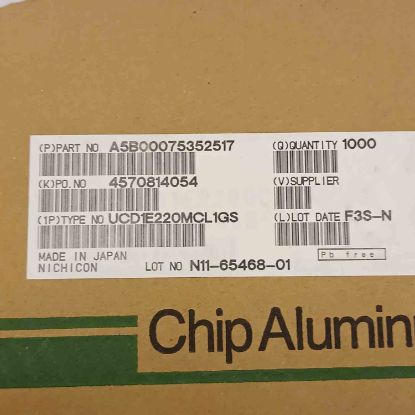 (P)PART NO A5B00075352517 (Q)QUANTITY 1000
(K)PO.NO 4570814054 (V)SUPPLIER
(1P)TYPE NO UCD1E220MCL1GS (L)LOT DATE F3S-N
MADE IN JAPAN Pb free
NICHICON LOT NO N11-65468-01
Chip Alumin